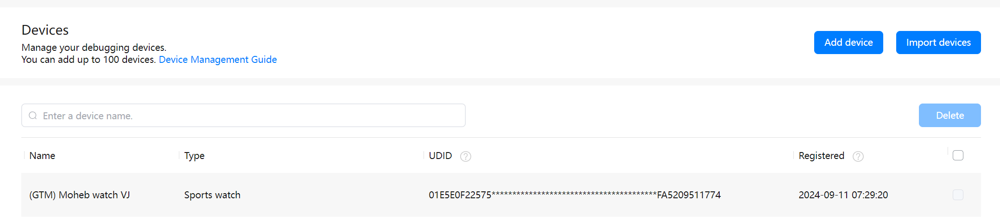 Devices
Manage your debugging devices.
You can add up to 100 devices. Device Management Guide
Add device
Import devices
Enter a device name.
Delete
Name Type UDID ? Registered ?
(GTM) Moheb watch VJ Sports watch 01E5E0F22575****************************************FA5209511774 2024-09-11 07:29:20